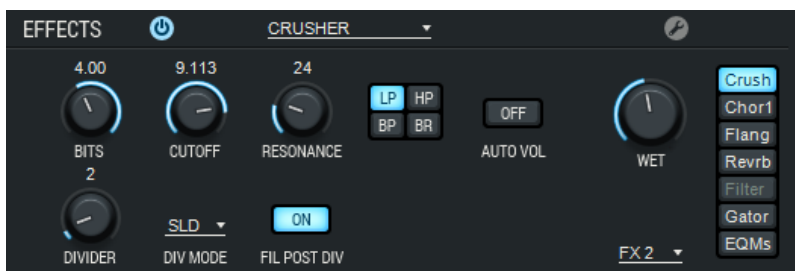 EFFECTS CRUSHER
4.00 9.113 24
Crush
LP HP
Chor1
OFF
BP BR
Flang
BITS CUTOFF RESONANCE AUTO VOL WET
Revrb
2
Filter
SLD ON
Gator
EQMs
DIVIDER DIV MODE FIL POST DIV FX 2